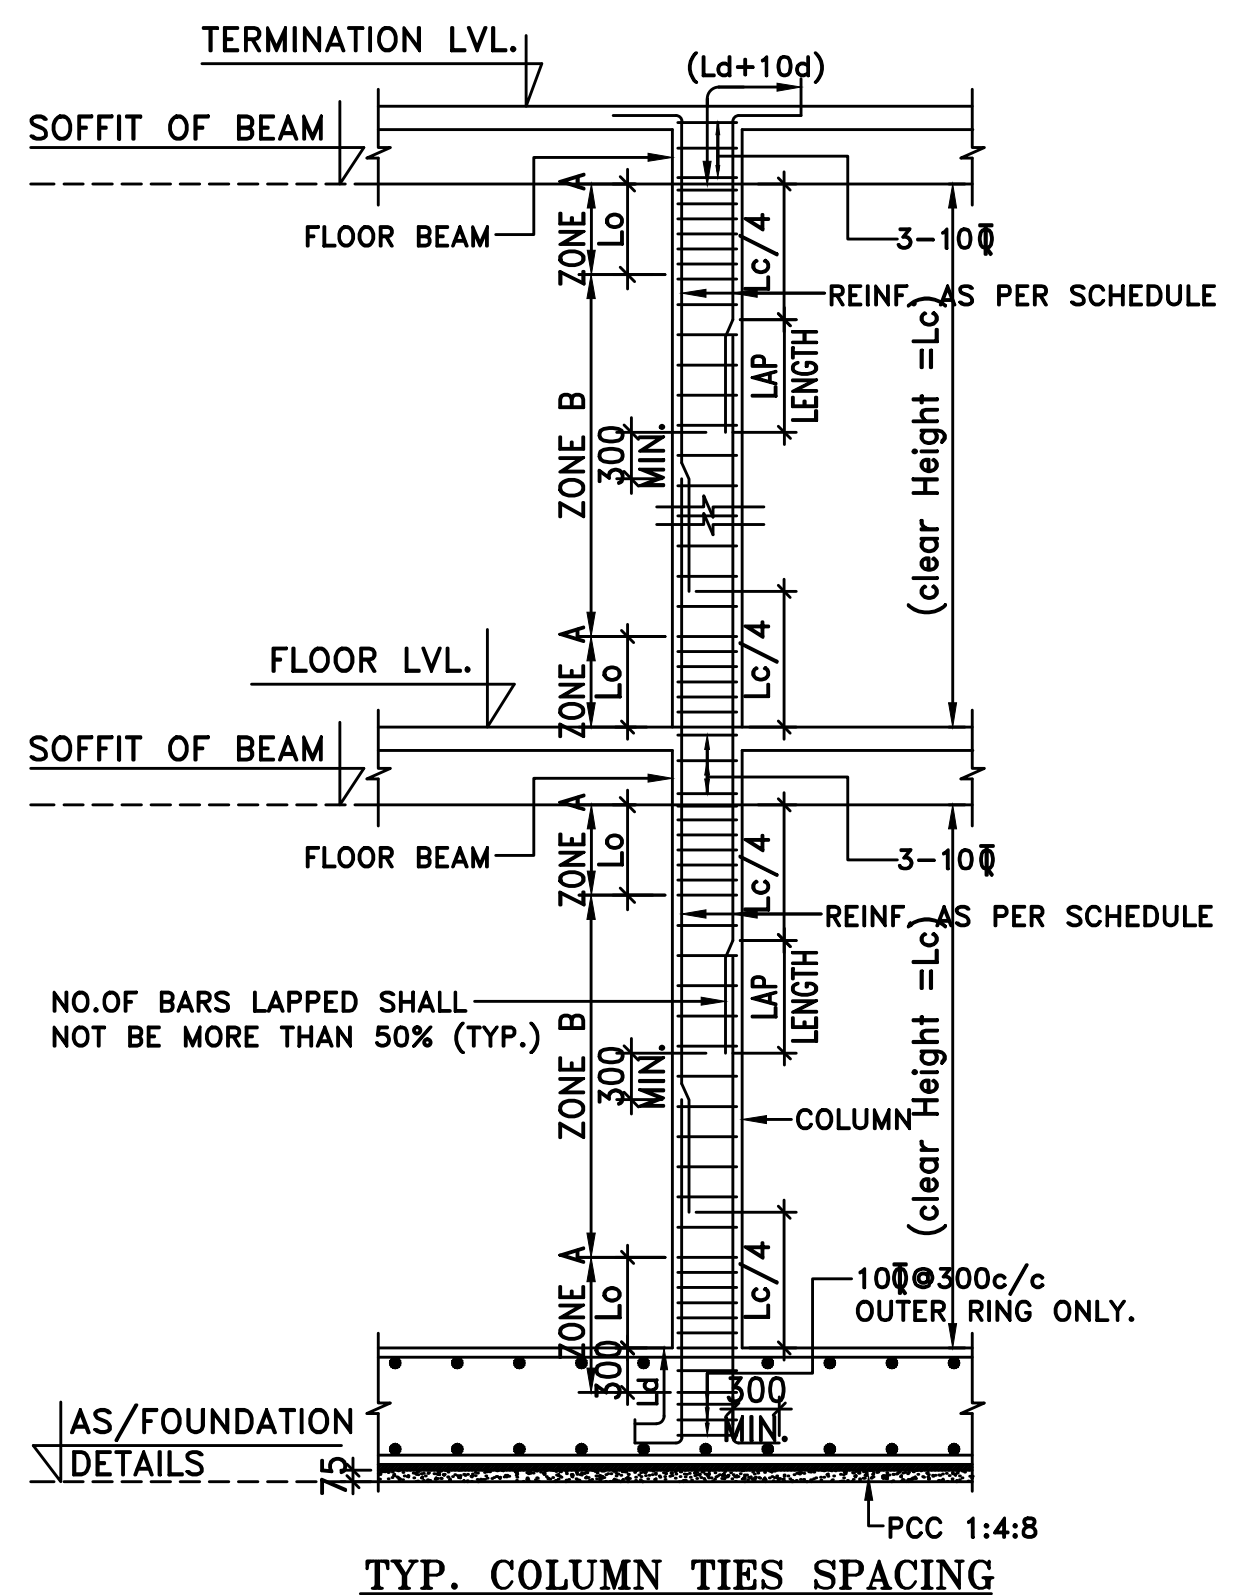 TERMINATION LVL.
(Ld+10d)
SOFFIT OF BEAM
ZONE A
Lo
Lc/4
FLOOR BEAM
3-10
REINF. AS PER SCHEDULE
(clear Height =Lc)
LAP
LENGTH
ZONE B
300
MIN.
ZONE A
Lo
Lc/4
FLOOR LVL.
SOFFIT OF BEAM
ZONE A
Lo
Lc/4
FLOOR BEAM
3-10
REINF. AS PER SCHEDULE
(clear Height =Lc)
LAP
LENGTH
NO.OF BARS LAPPED SHALL
NOT BE MORE THAN 50% (TYP.)
ZONE B
300
MIN.
COLUMN
ZONE A
Lo
Lc/4
10@300c/c
OUTER RING ONLY.
300
Ld
300
MIN.
AS/FOUNDATION
DETAILS
75
PCC 1:4:8
TYP. COLUMN TIES SPACING